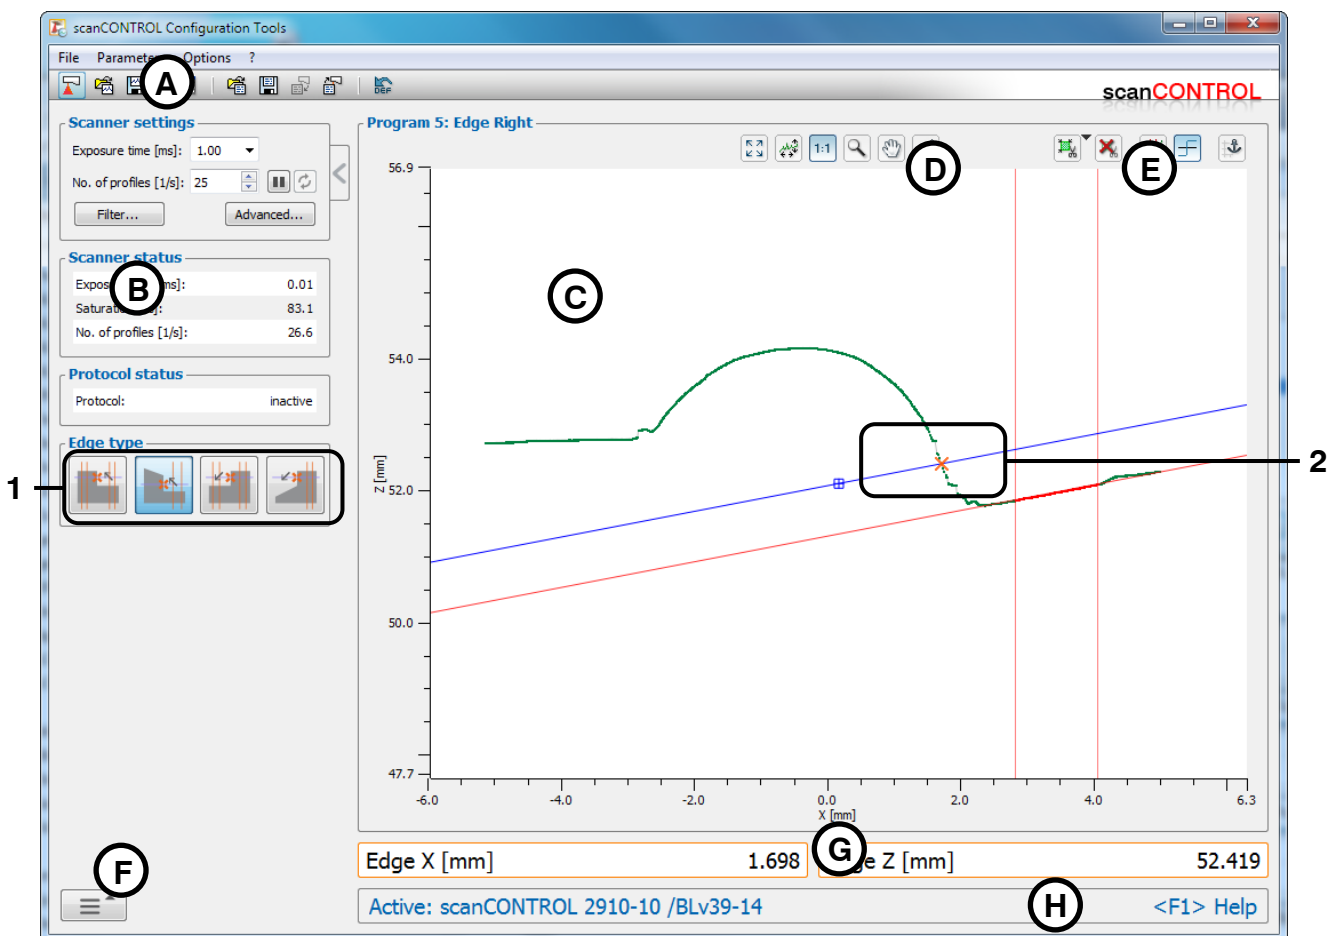 scanCONTROL Configuration Tools
File Parameter Options ?
A
DEF
scanCONTROL
Scanner settings
Exposure time [ms]: 1.00
No. of profiles [1/s]: 25
Filter... Advanced...
Scanner status
0.01
B
83.1
No. of profiles [1/s]: 26.6
Protocol status
Protocol: inactive
Edge type
1
Program 5: Edge Right
1:1
D
E
C
2
56.9
54.0
52.0
50.0
47.7
Z [mm]
-6.0 -4.0 -2.0 0.0 2.0 4.0 6.3
X [mm]
Edge X [mm] 1.698
G
Z [mm] 52.419
F
Active: scanCONTROL 2910-10 /BLv39-14
H
<F1> Help